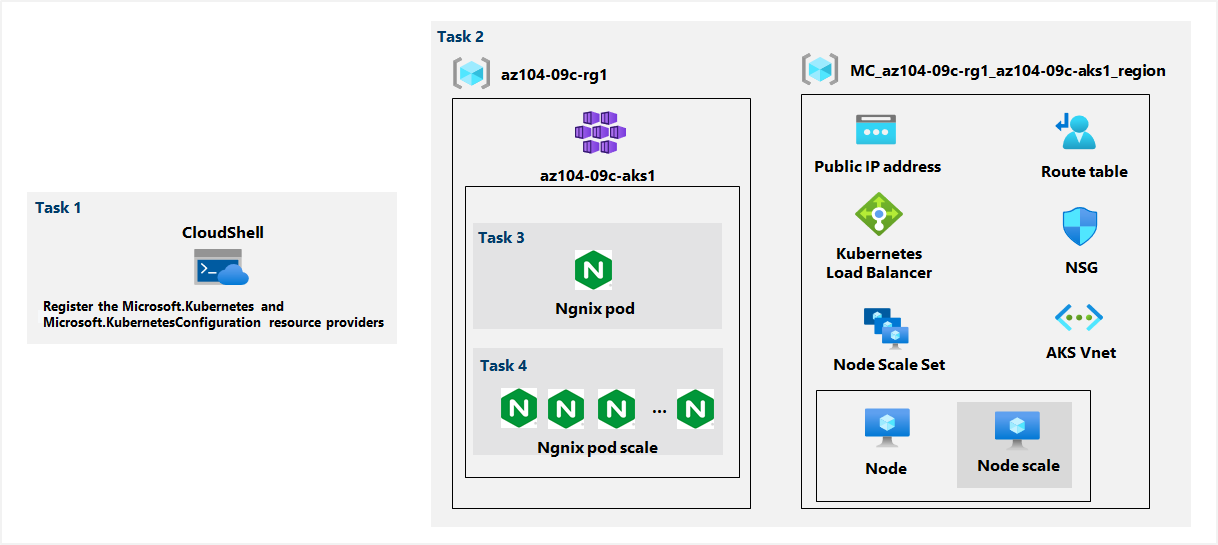 Task 1
CloudShell
Register the Microsoft.Kubernetes and
Microsoft.KubernetesConfiguration resource providers
Task 2
az104-09c-rg1
az104-09c-aks1
Task 3
N
Ngnix pod
Task 4
N N N ... N
Ngnix pod scale
MC_az104-09c-rg1_az104-09c-aks1_region
Public IP address
Route table
Kubernetes
Load Balancer
NSG
Node Scale Set
AKS Vnet
Node
Node scale